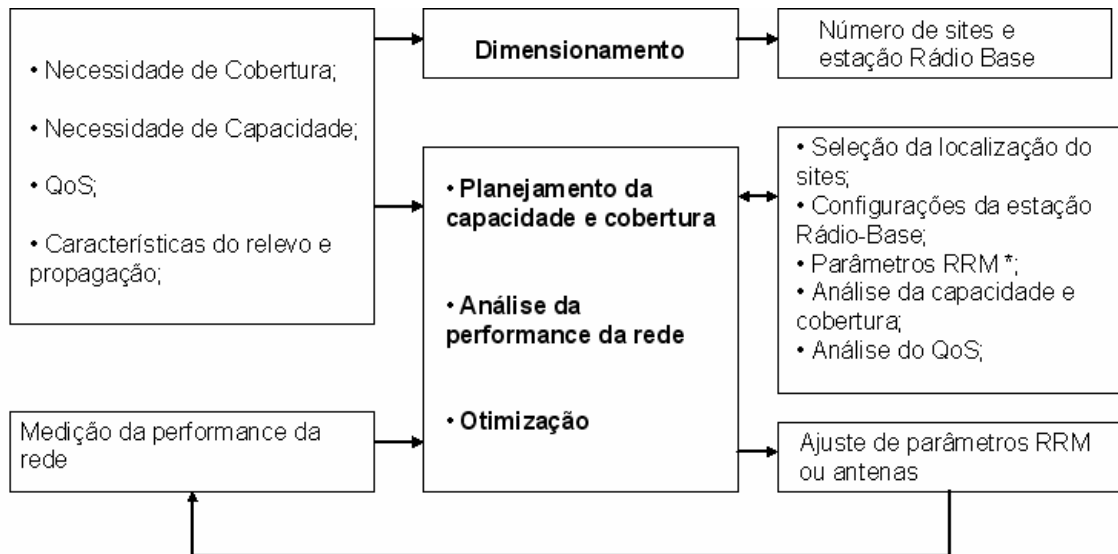 • Necessidade de Cobertura;
• Necessidade de Capacidade;
• QoS;
• Características do relevo e
propagação;
Dimensionamento
Número de sites e
estação Rádio Base
• Planejamento da
capacidade e cobertura
• Análise da
performance da rede
• Otimização
• Seleção da localização do
sites;
• Configurações da estação
Rádio-Base;
• Parâmetros RRM *;
• Análise da capacidade e
cobertura;
• Análise do QoS;
Medição da performance da
rede
Ajuste de parâmetros RRM
ou antenas